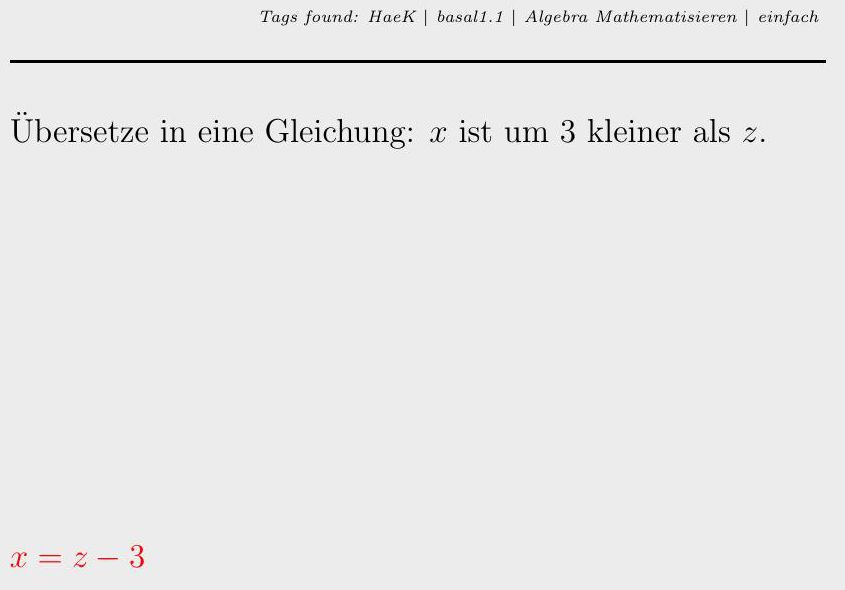 Tags found: HaeK | basal1.1 | Algebra Mathematisieren | einfach
Übersetze in eine Gleichung: x ist um 3 kleiner als z.
x = z − 3